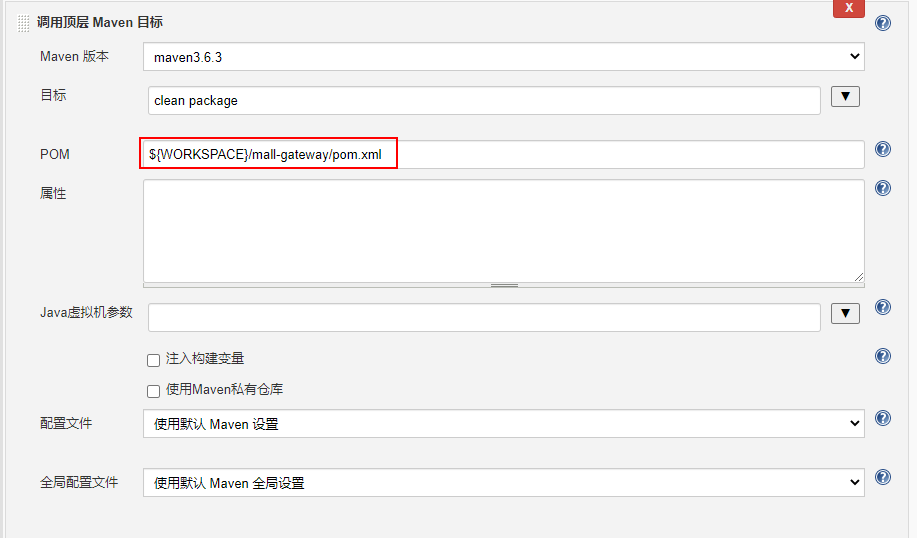 X
调用顶层 Maven 目标
Maven 版本
maven3.6.3
目标
clean package
POM
${WORKSPACE}/mall-gateway/pom.xml
属性
Java虚拟机参数
注入构建变量
使用Maven私有仓库
配置文件
使用默认 Maven 设置
全局配置文件
使用默认 Maven 全局设置